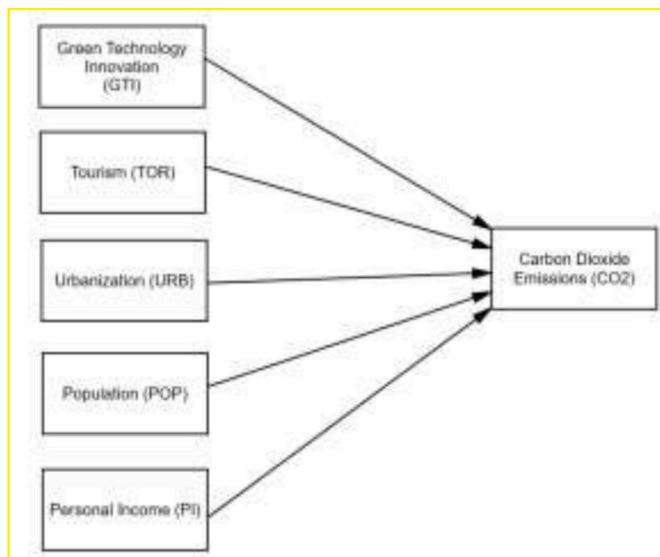 Green Technology
Innovation
(GTI)
Tourism (TOR)
Urbanization (URB)
Population (POP)
Personal Income (PI)
Carbon Dioxide
Emissions (CO2)